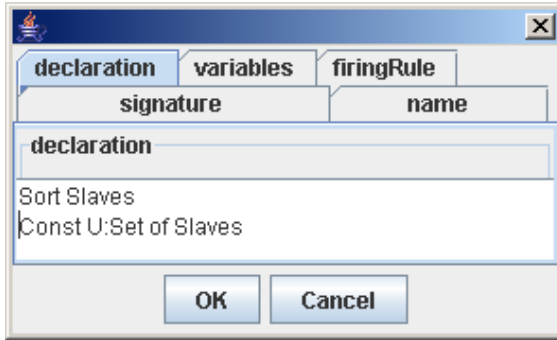 declaration variables firingRule
signature name
declaration
Sort Slaves
Const U:Set of Slaves
OK Cancel